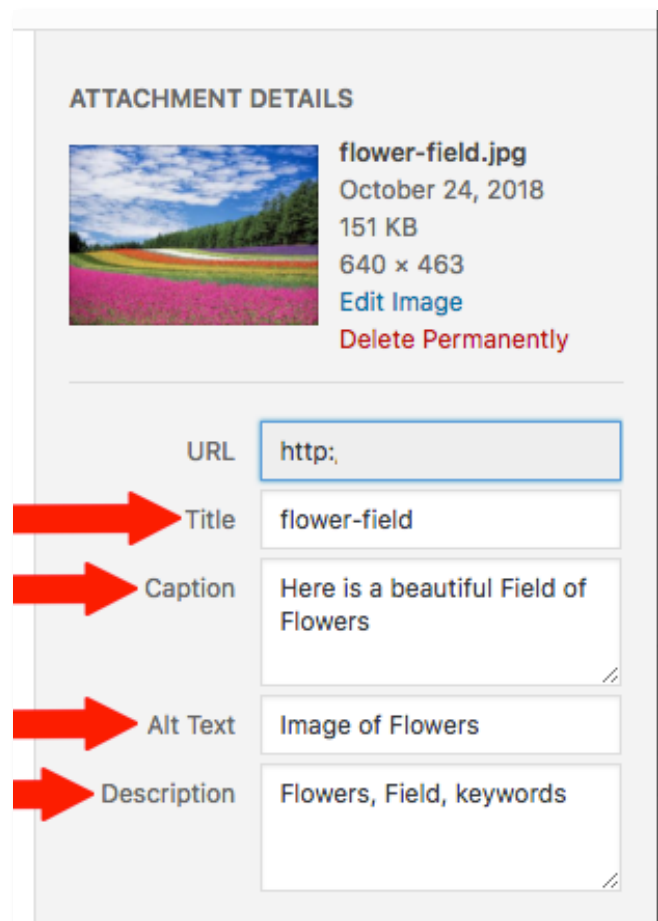 ATTACHMENT DETAILS
flower-field.jpg
October 24, 2018
151 KB
640 × 463
Edit Image
Delete Permanently
URL http:
Title flower-field
Caption Here is a beautiful Field of
Flowers
Alt Text Image of Flowers
Description Flowers, Field, keywords